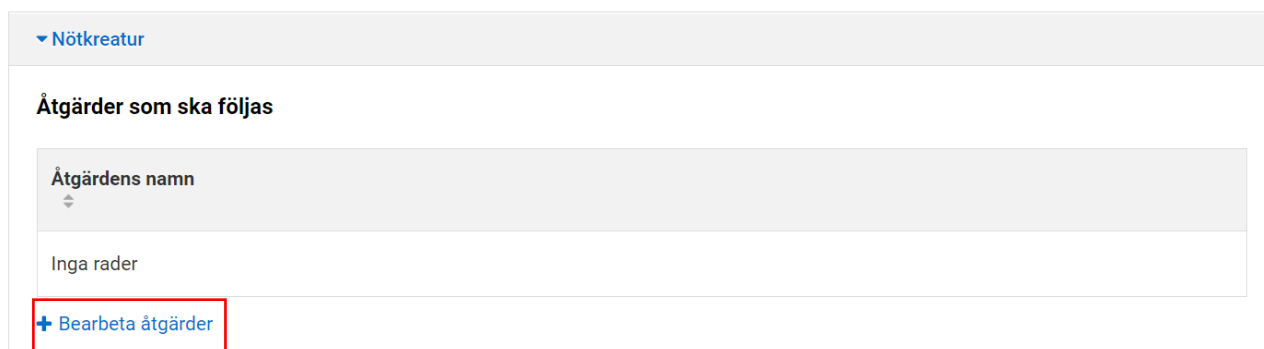 Nötkreatur
Åtgärder som ska följas
Åtgärdens namn
Inga rader
Bearbeta åtgärder